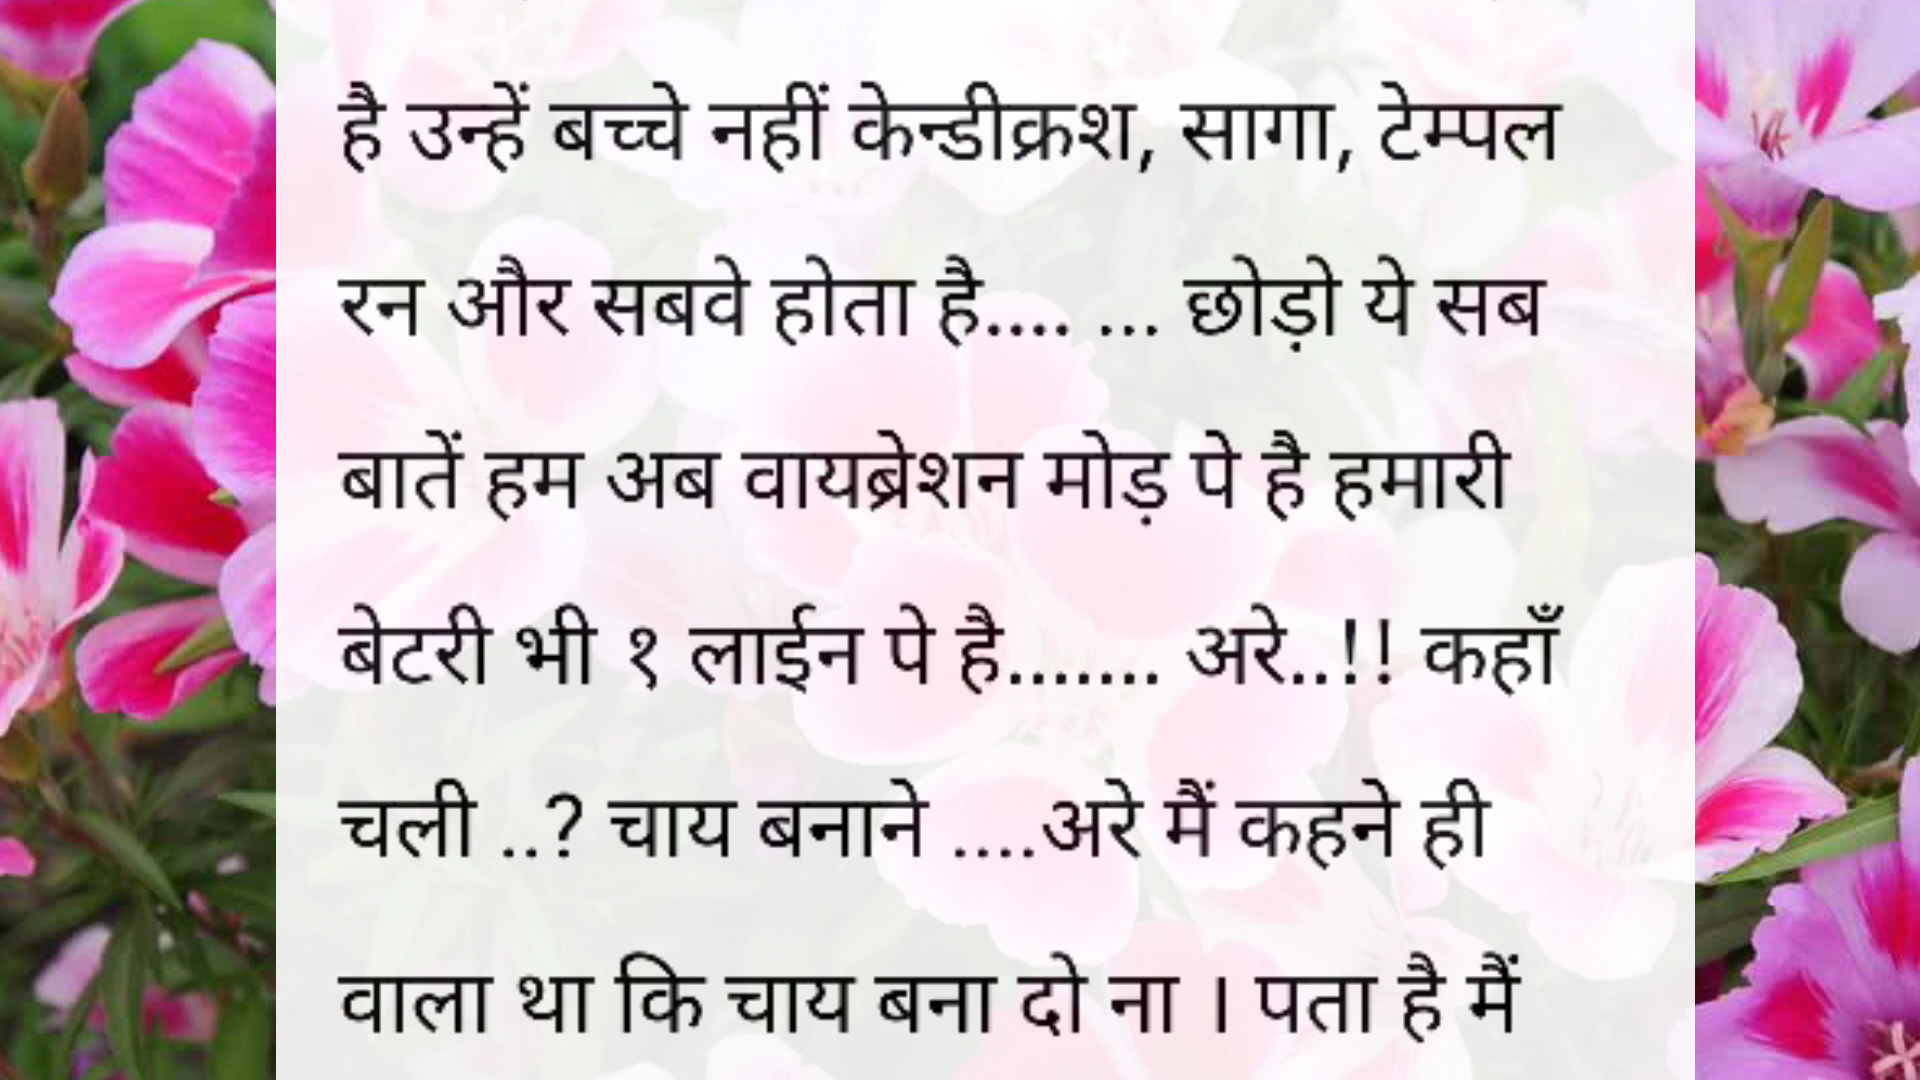 है उन्हें बच्चे नहीं केन्डीक्रश, सागा, टेम्पल
रन और सबवे होता है.... ... छोड़ो ये सब
बातें हम अब वायब्रेशन मोड़ पे है हमारी
बेटरी भी १ लाईन पे है....... अरे..!! कहाँ
चली ..? चाय बनाने ....अरे मैं कहने ही
वाला था कि चाय बना दो ना । पता है मैं